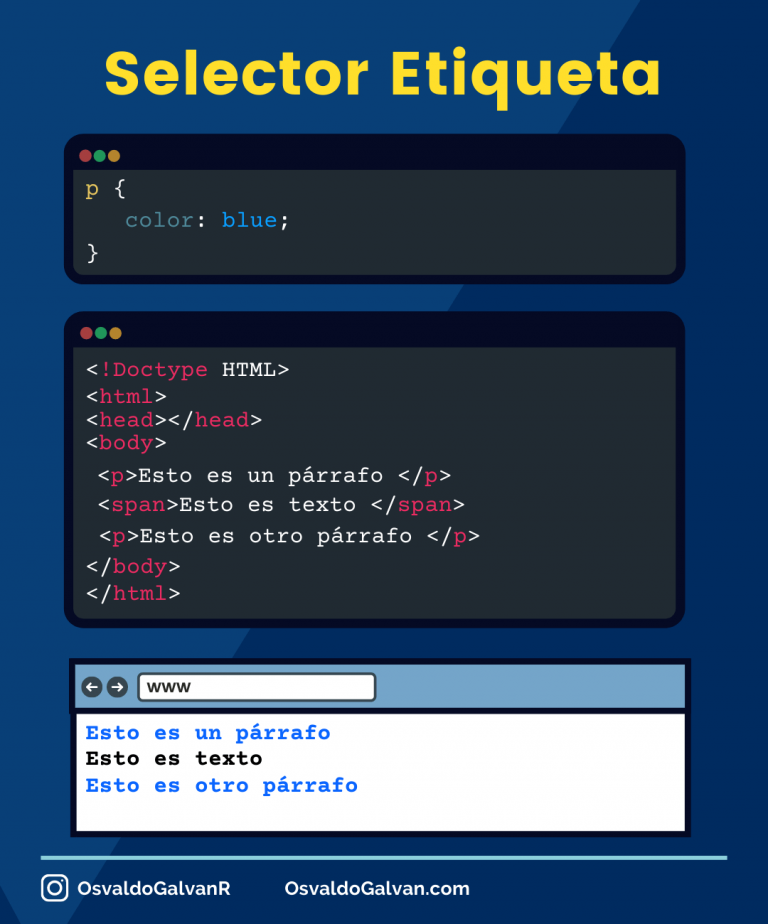 Selector Etiqueta
p {
color: blue;
}
<!Doctype HTML>
<html>
<head></head>
<body>
<p>Esto es un párrafo </p>
<span>Esto es texto </span>
<p>Esto es otro párrafo </p>
</body>
</html>
www
Esto es un párrafo
Esto es texto
Esto es otro párrafo
OsvaldoGalvanR OsvaldoGalvan.com